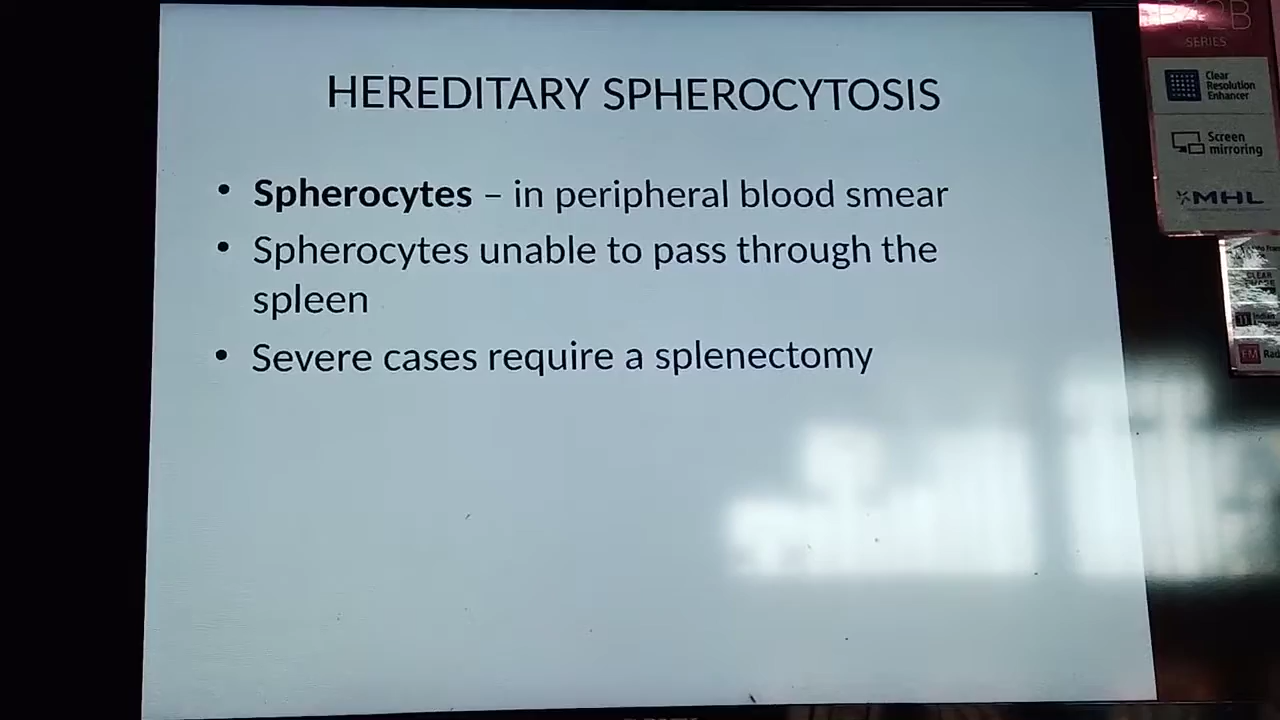 HEREDITARY SPHEROCYTOSIS
• Spherocytes – in peripheral blood smear
• Spherocytes unable to pass through the
spleen
• Severe cases require a splenectomy
SERIES
Clear
Resolution
Enhancer
Screen
mirroring
MHL